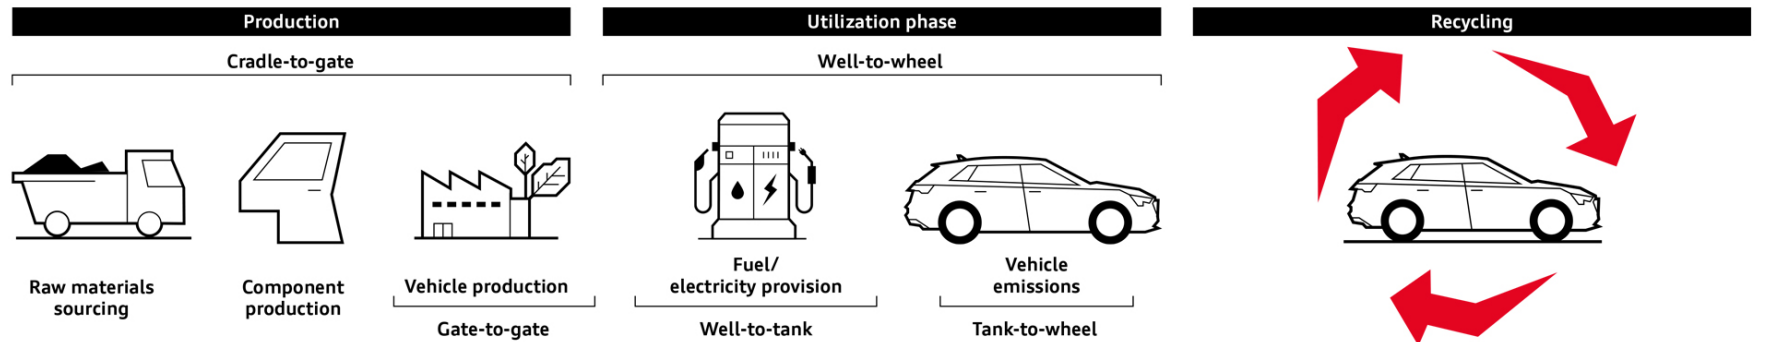 Production
Utilization phase
Recycling
Cradle-to-gate
Well-to-wheel
Raw materials
sourcing
Component
production
Vehicle production
Gate-to-gate
Fuel/
electricity provision
Well-to-tank
Vehicle
emissions
Tank-to-wheel